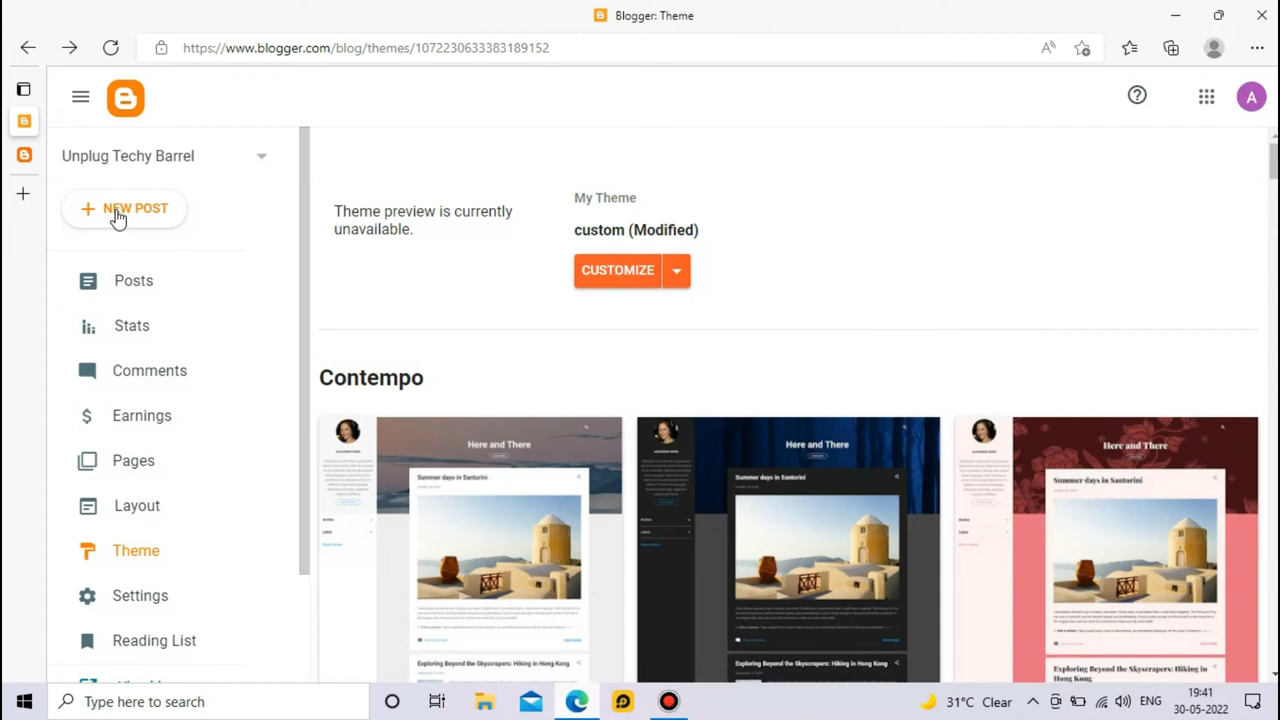 Blogger: Theme
https://www.blogger.com/blog/themes/1072230633383189152
A
Unplug Techy Barrel
NEW POST
Posts
Stats
Comments
Earnings
Pages
Layout
Theme
Settings
Reading List
Theme preview is currently
unavailable.
My Theme
custom (Modified)
CUSTOMIZE
Contempo
Here and There
Summer days in Santorini
Exploring Beyond the Skyscrapers: Hiking in Hong Kong
Here and There
Summer days in Santorini
Exploring Beyond the Skyscrapers: Hiking in Hong Kong
Here and There
Summer days in Santorini
Exploring Beyond the Skyscrapers: Hiking in
Hong Kong
Type here to search
31°C Clear
ENG
19:41
30-05-2022